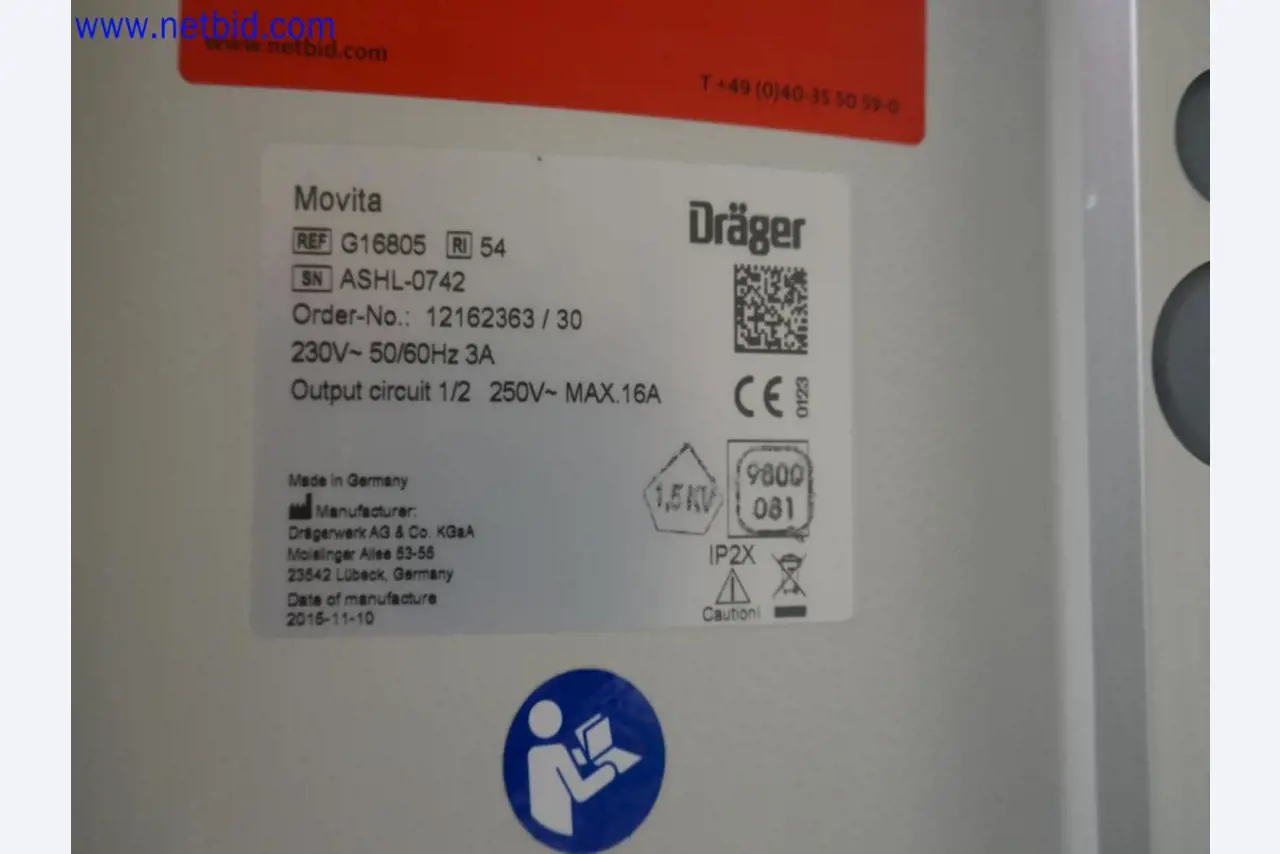 www.netbid.com
www.netbid.com
T +49 (0)40-35 50 59-0
Movita
Dräger
REF G16805 RI 54
SN ASHL-0742
Order-No.: 12162363 / 30
230V~ 50/60Hz 3A
Output circuit 1/2 250V~ MAX.16A
CE 0123
Made in Germany
Manufacturer:
Drägerwerk AG & Co. KGaA
Moislinger Allee 53-55
23542 Lübeck, Germany
Date of manufacture
2015-11-10
1,5 KV
9800
081
IP2X
Caution!